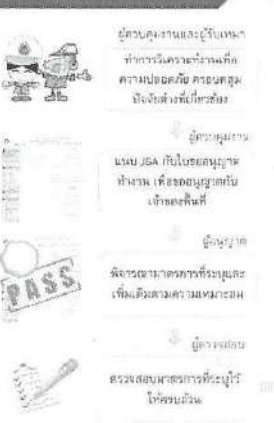 ผู้ควบคุมงานและผู้รับเหมา
ทำการวิเคราะห์งานเพื่อ
ความปลอดภัย ครอบคลุม
ปัจจัยต่างที่เกี่ยวข้อง
ผู้ควบคุมงาน
แนบ JSA กับใบขออนุญาต
ทำงาน เพื่อขออนุญาตกับ
เจ้าของพื้นที่
ผู้อนุญาต
พิจารณามาตรการที่ระบุและ
เพิ่มเติมตามความเหมาะสม
PASS
ผู้ตรวจสอบ
ตรวจสอบมาตรการที่ระบุไว้
ให้ครบถ้วน